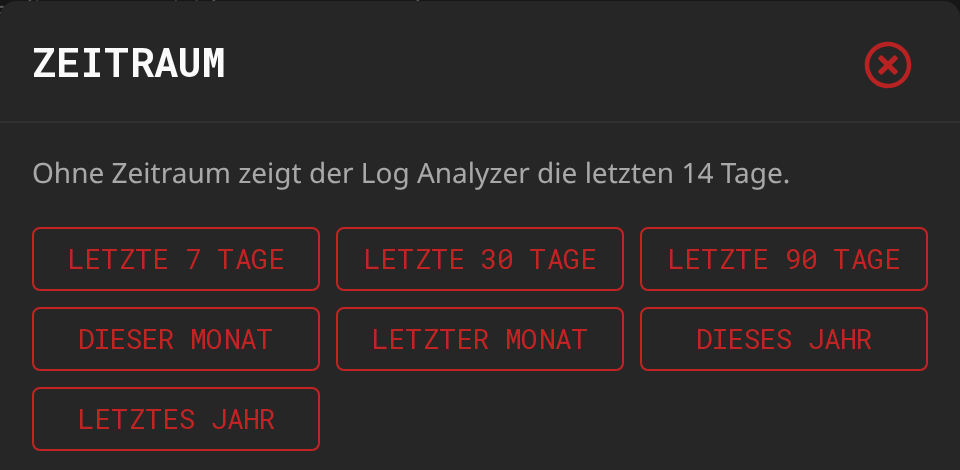 ZEITRAUM
Ohne Zeitraum zeigt der Log Analyzer die letzten 14 Tage.
LETZTE 7 TAGE LETZTE 30 TAGE LETZTE 90 TAGE
DIESER MONAT LETZTER MONAT DIESES JAHR
LETZTES JAHR